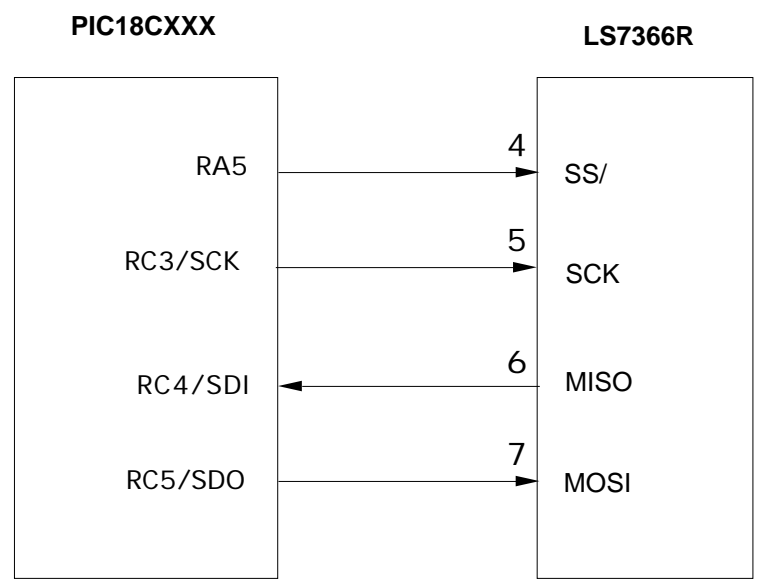 PIC18CXXX
LS7366R
RA5
4
SS/
RC3/SCK
5
SCK
RC4/SDI
6
MISO
RC5/SDO
7
MOSI